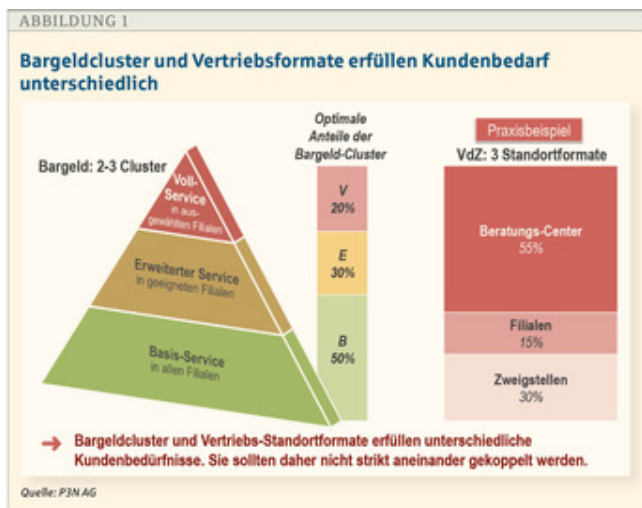 ABBILDUNG 1
Bargeldcluster und Vertriebsformate erfüllen Kundenbedarf
unterschiedlich
Bargeld: 2-3 Cluster
Voll-
Service
in aus-
gewählten Filialen
Erweiterter Service
in geeigneten Filialen
Basis-Service
in allen Filialen
Optimale
Anteile der
Bargeld-Cluster
V
20%
E
30%
B
50%
Praxisbeispiel
VdZ: 3 Standortformate
Beratungs-Center
55%
Filialen
15%
Zweigstellen
30%
→ Bargeldcluster und Vertriebs-Standortformate erfüllen unterschiedliche
Kundenbedürfnisse. Sie sollten daher nicht strikt aneinander gekoppelt werden.
Quelle: P3N AG